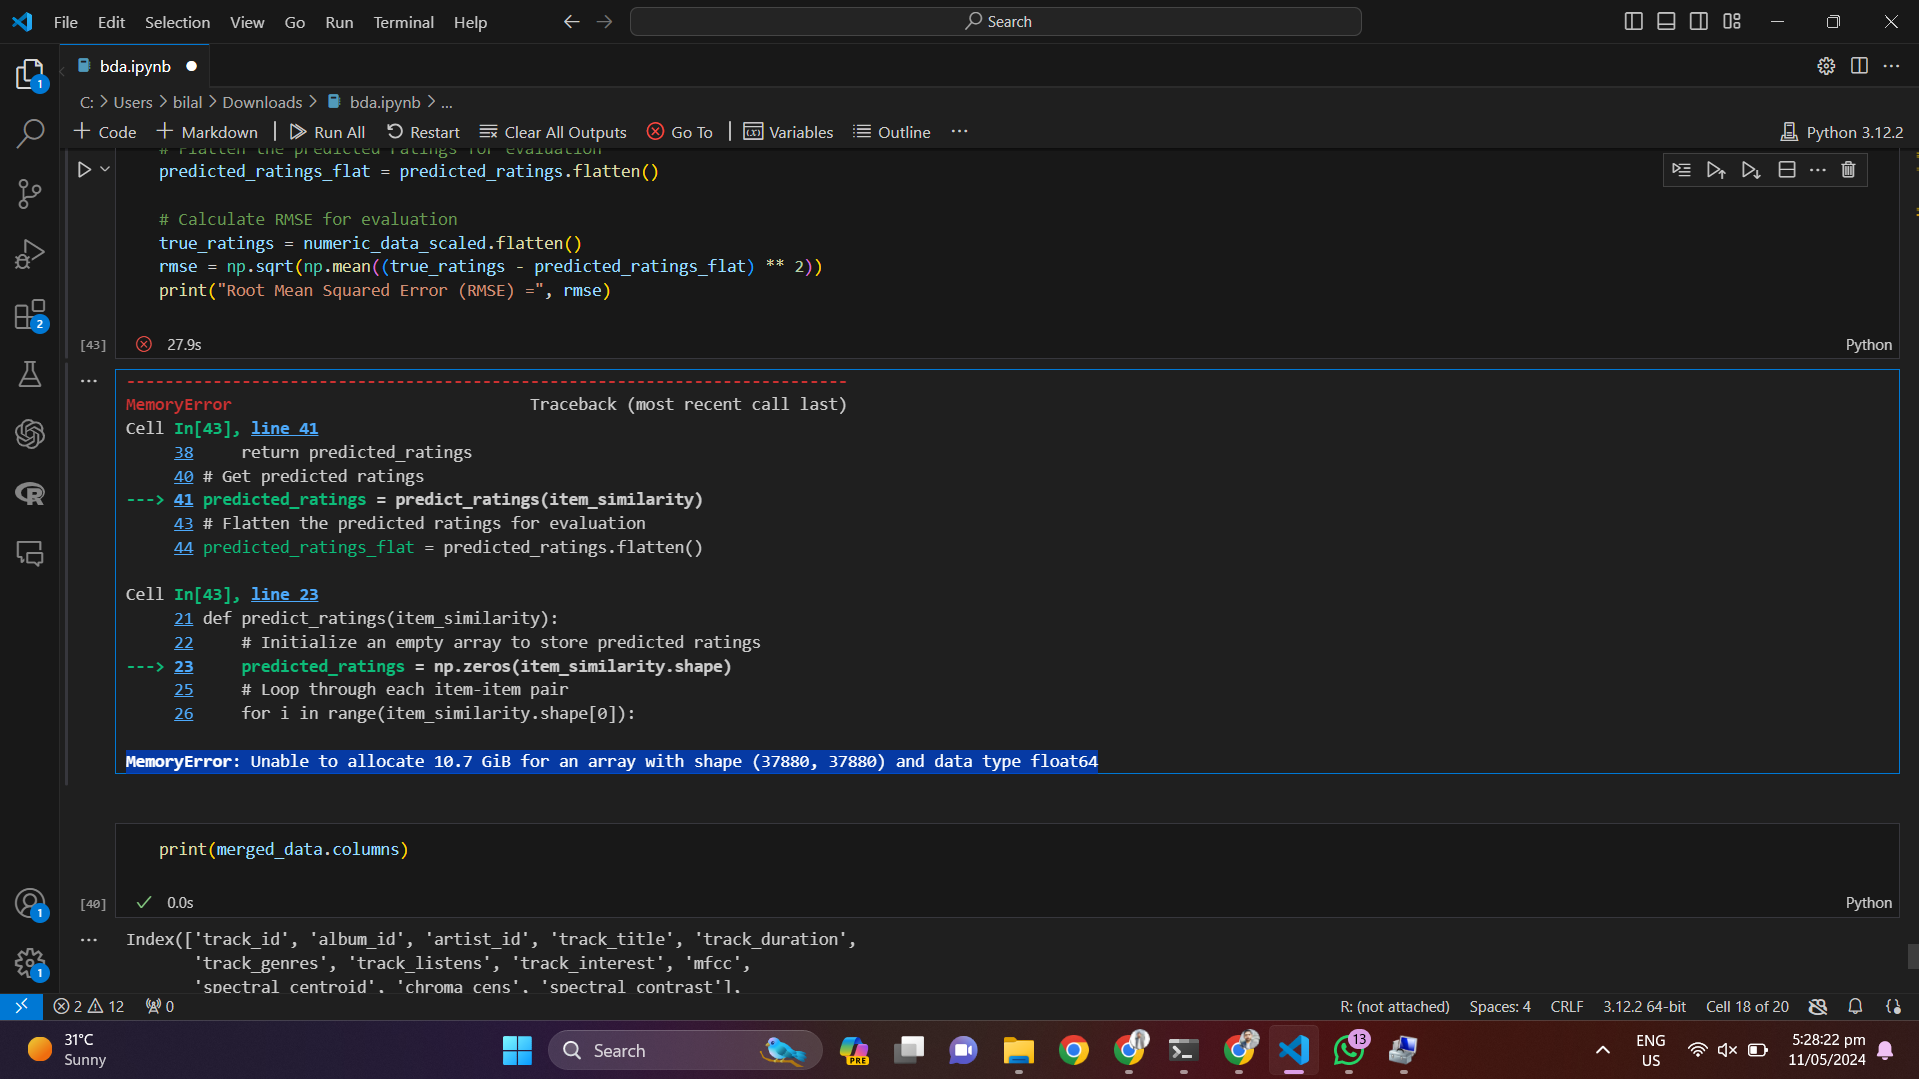 File Edit Selection View Go Run Terminal Help
Search
bda.ipynb
1
C: > Users > bilal > Downloads > bda.ipynb > ...
+ Code + Markdown Run All Restart Clear All Outputs Go To Variables Outline ...
Python 3.12.2
# Flatten the predicted ratings for evaluation
predicted_ratings_flat = predicted_ratings.flatten()
# Calculate RMSE for evaluation
true_ratings = numeric_data_scaled.flatten()
rmse = np.sqrt(np.mean((true_ratings - predicted_ratings_flat) ** 2))
print("Root Mean Squared Error (RMSE) =", rmse)
2
[43] 27.9s
Python
---------------------------------------------------------------------------
MemoryError Traceback (most recent call last)
Cell In[43], line 41
38 return predicted_ratings
40 # Get predicted ratings
---> 41 predicted_ratings = predict_ratings(item_similarity)
43 # Flatten the predicted ratings for evaluation
44 predicted_ratings_flat = predicted_ratings.flatten()
Cell In[43], line 23
21 def predict_ratings(item_similarity):
22 # Initialize an empty array to store predicted ratings
---> 23 predicted_ratings = np.zeros(item_similarity.shape)
25 # Loop through each item-item pair
26 for i in range(item_similarity.shape[0]):
MemoryError: Unable to allocate 10.7 GiB for an array with shape (37880, 37880) and data type float64
print(merged_data.columns)
[40] 0.0s
Python
1
Index(['track_id', 'album_id', 'artist_id', 'track_title', 'track_duration',
'track_genres', 'track_listens', 'track_interest', 'mfcc',
'spectral_centroid', 'chroma_cens', 'spectral_contrast'],
1
2 12 0
R: (not attached) Spaces: 4 CRLF 3.12.2 64-bit Cell 18 of 20
31°C
Sunny
Search
PRE
13
ENG
US
5:28:22 pm
11/05/2024